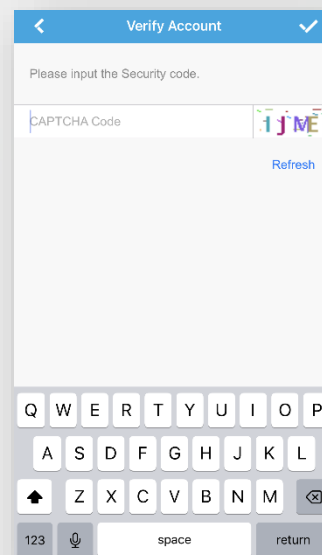 Verify Account
Please input the Security code.
CAPTCHA Code
Refresh
Q W E R T Y U I O P
A S D F G H J K L
Z X C V B N M
123 space return